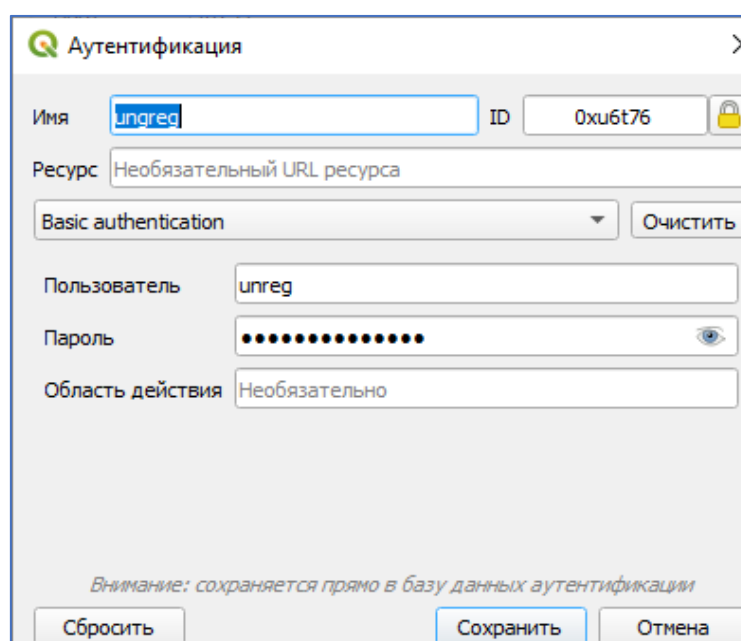 Аутентификация
Имя ungreg ID 0xu6t76
Ресурс Необязательный URL ресурса
Basic authentication Очистить
Пользователь unreg
Пароль ••••••••••••••
Область действия Необязательно
Внимание: сохраняется прямо в базу данных аутентификации
Сбросить Сохранить Отмена